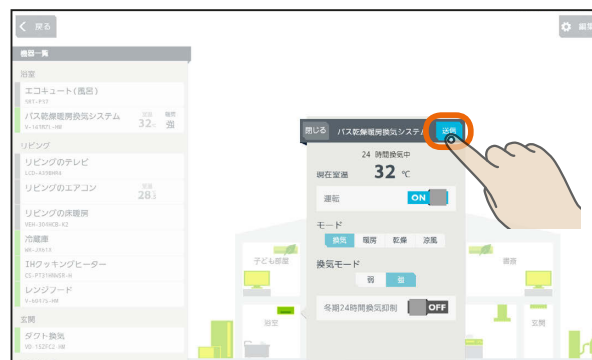 戻る
編集
機器一覧
浴室
エコキュート(風呂)
バス乾燥暖房換気システム
32
強
リビング
リビングのテレビ
リビングのエアコン
28
リビングの床暖房
冷蔵庫
IHクッキングヒーター
レンジフード
玄関
ダクト換気
閉じる バス乾燥暖房換気システム 送信
24 時間換気中
現在室温 32 ℃
運転 ON
モード
換気 暖房 乾燥 涼風
換気モード
弱 強
冬期24時間換気抑制 OFF
子ども部屋
書斎
浴室
玄関